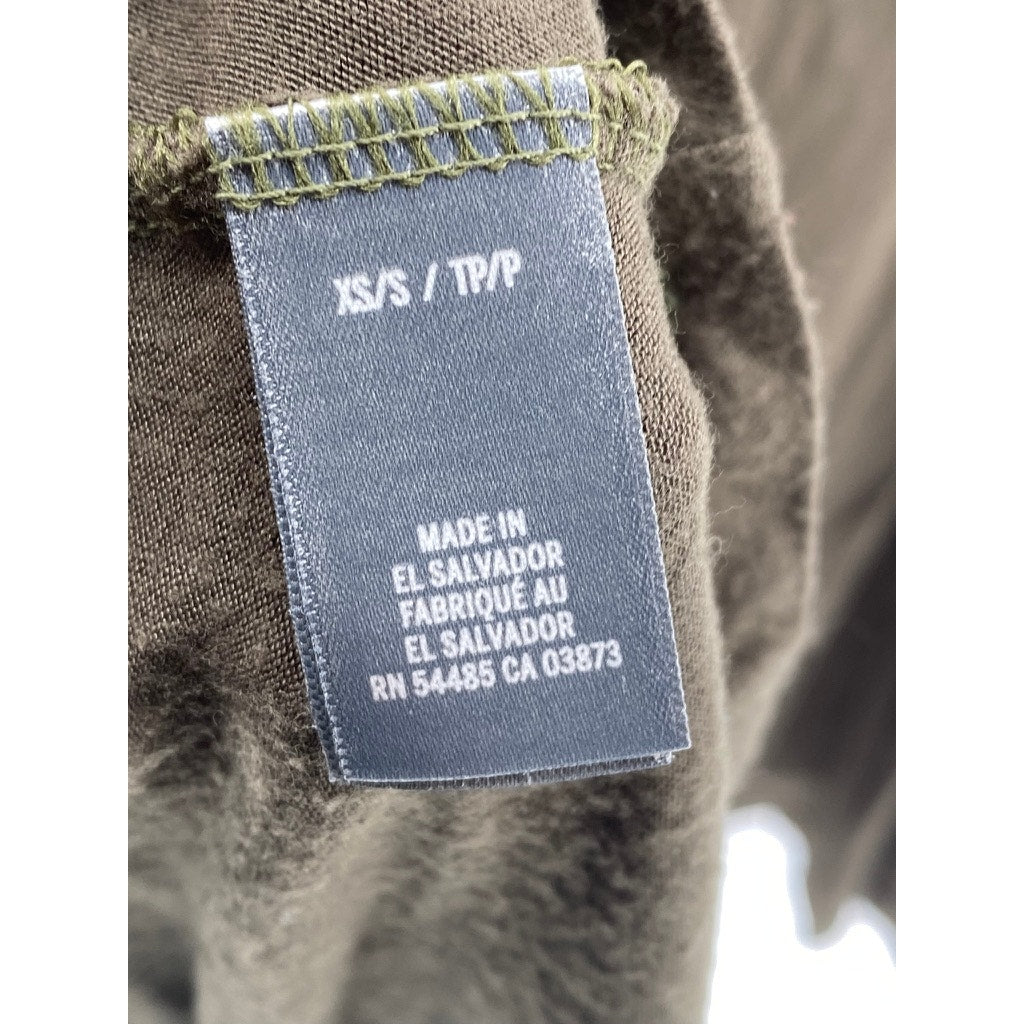 XS/S / TP/P
MADE IN
EL SALVADOR
FABRIQUÉ AU
EL SALVADOR
RN 54485 CA 03873